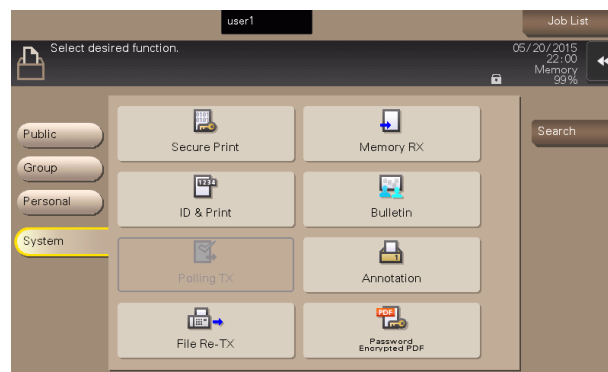 user1
Job List
Select desired function.
05/20/2015
22:00
Memory
99%
Public
Group
Personal
System
Secure Print
Memory RX
ID & Print
Bulletin
Polling TX
Annotation
File Re-TX
Password
Encrypted PDF
Search